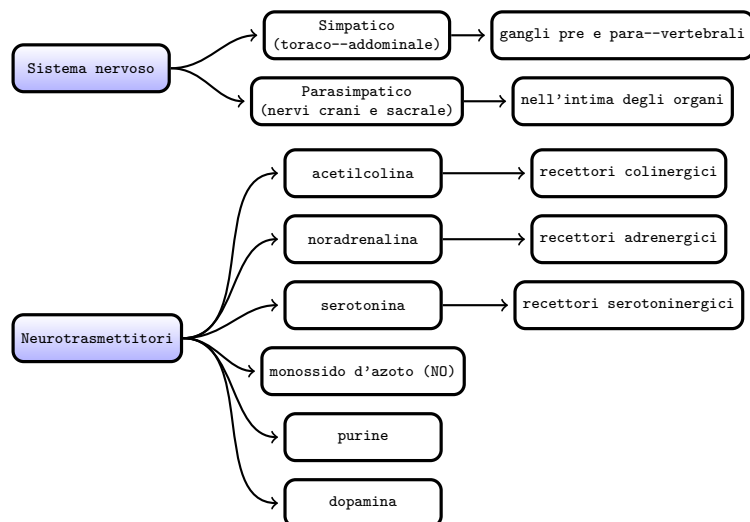 Sistema nervoso
Simpatico
(toraco--addominale)
gangli pre e para--vertebrali
Parasimpatico
(nervi crani e sacrale)
nell'intima degli organi
Neurotrasmettitori
acetilcolina
recettori colinergici
noradrenalina
recettori adrenergici
serotonina
recettori serotoninergici
monossido d'azoto (NO)
purine
dopamina